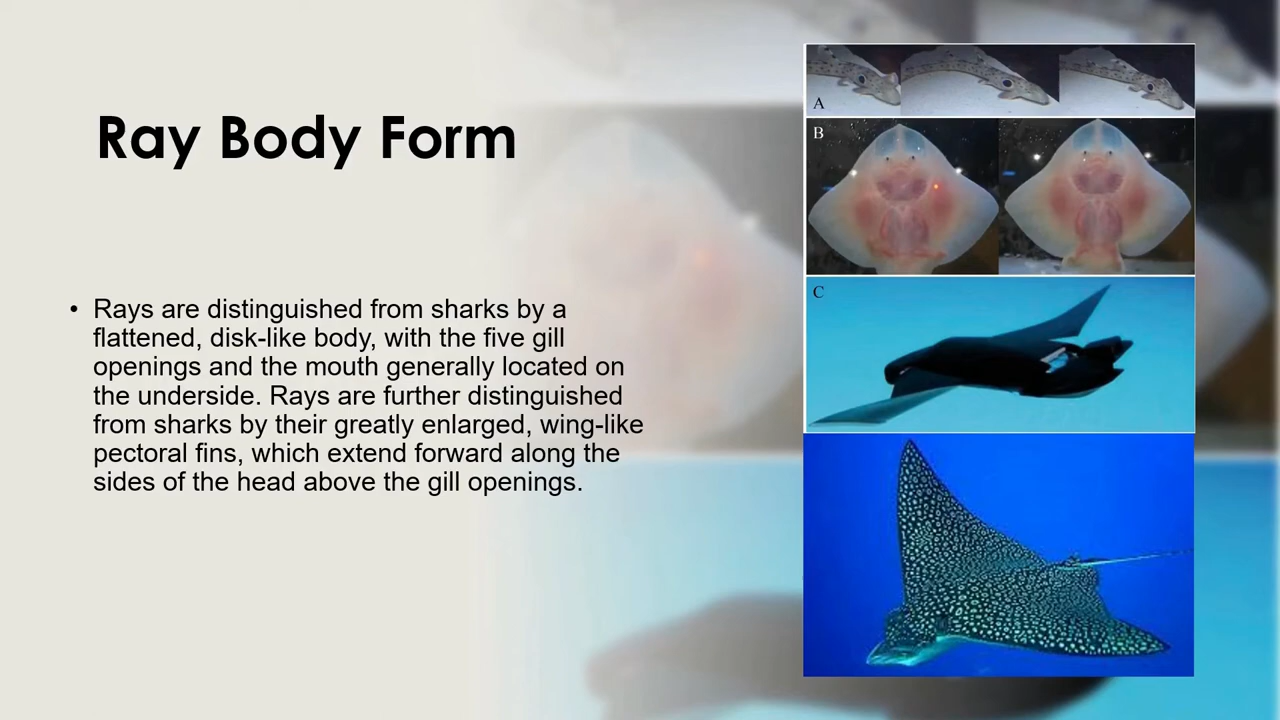 Ray Body Form
• Rays are distinguished from sharks by a
flattened, disk-like body, with the five gill
openings and the mouth generally located on
the underside. Rays are further distinguished
from sharks by their greatly enlarged, wing-like
pectoral fins, which extend forward along the
sides of the head above the gill openings.
A
B
C